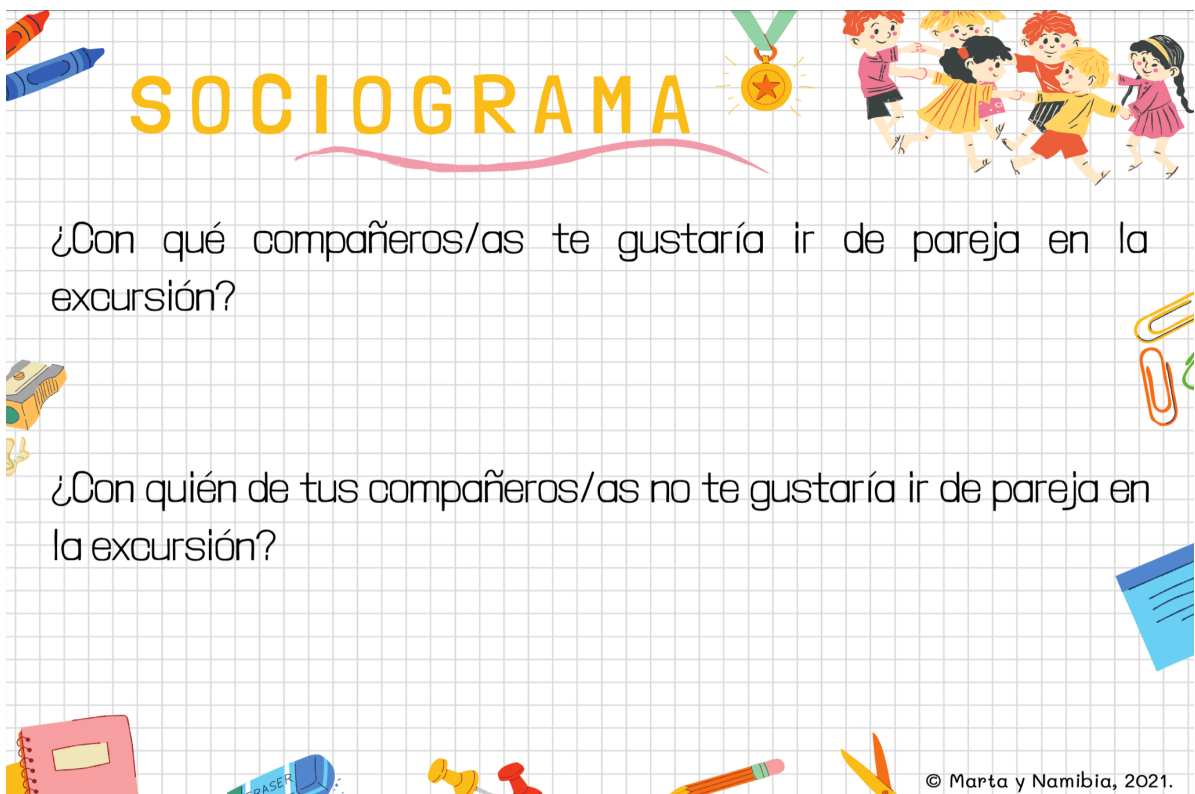 SOCIOGRAMA
¿Con qué compañeros/as te gustaría ir de pareja en la
excursión?
¿Con quién de tus compañeros/as no te gustaría ir de pareja en
la excursión?
ERASER
© Marta y Namibia, 2021.